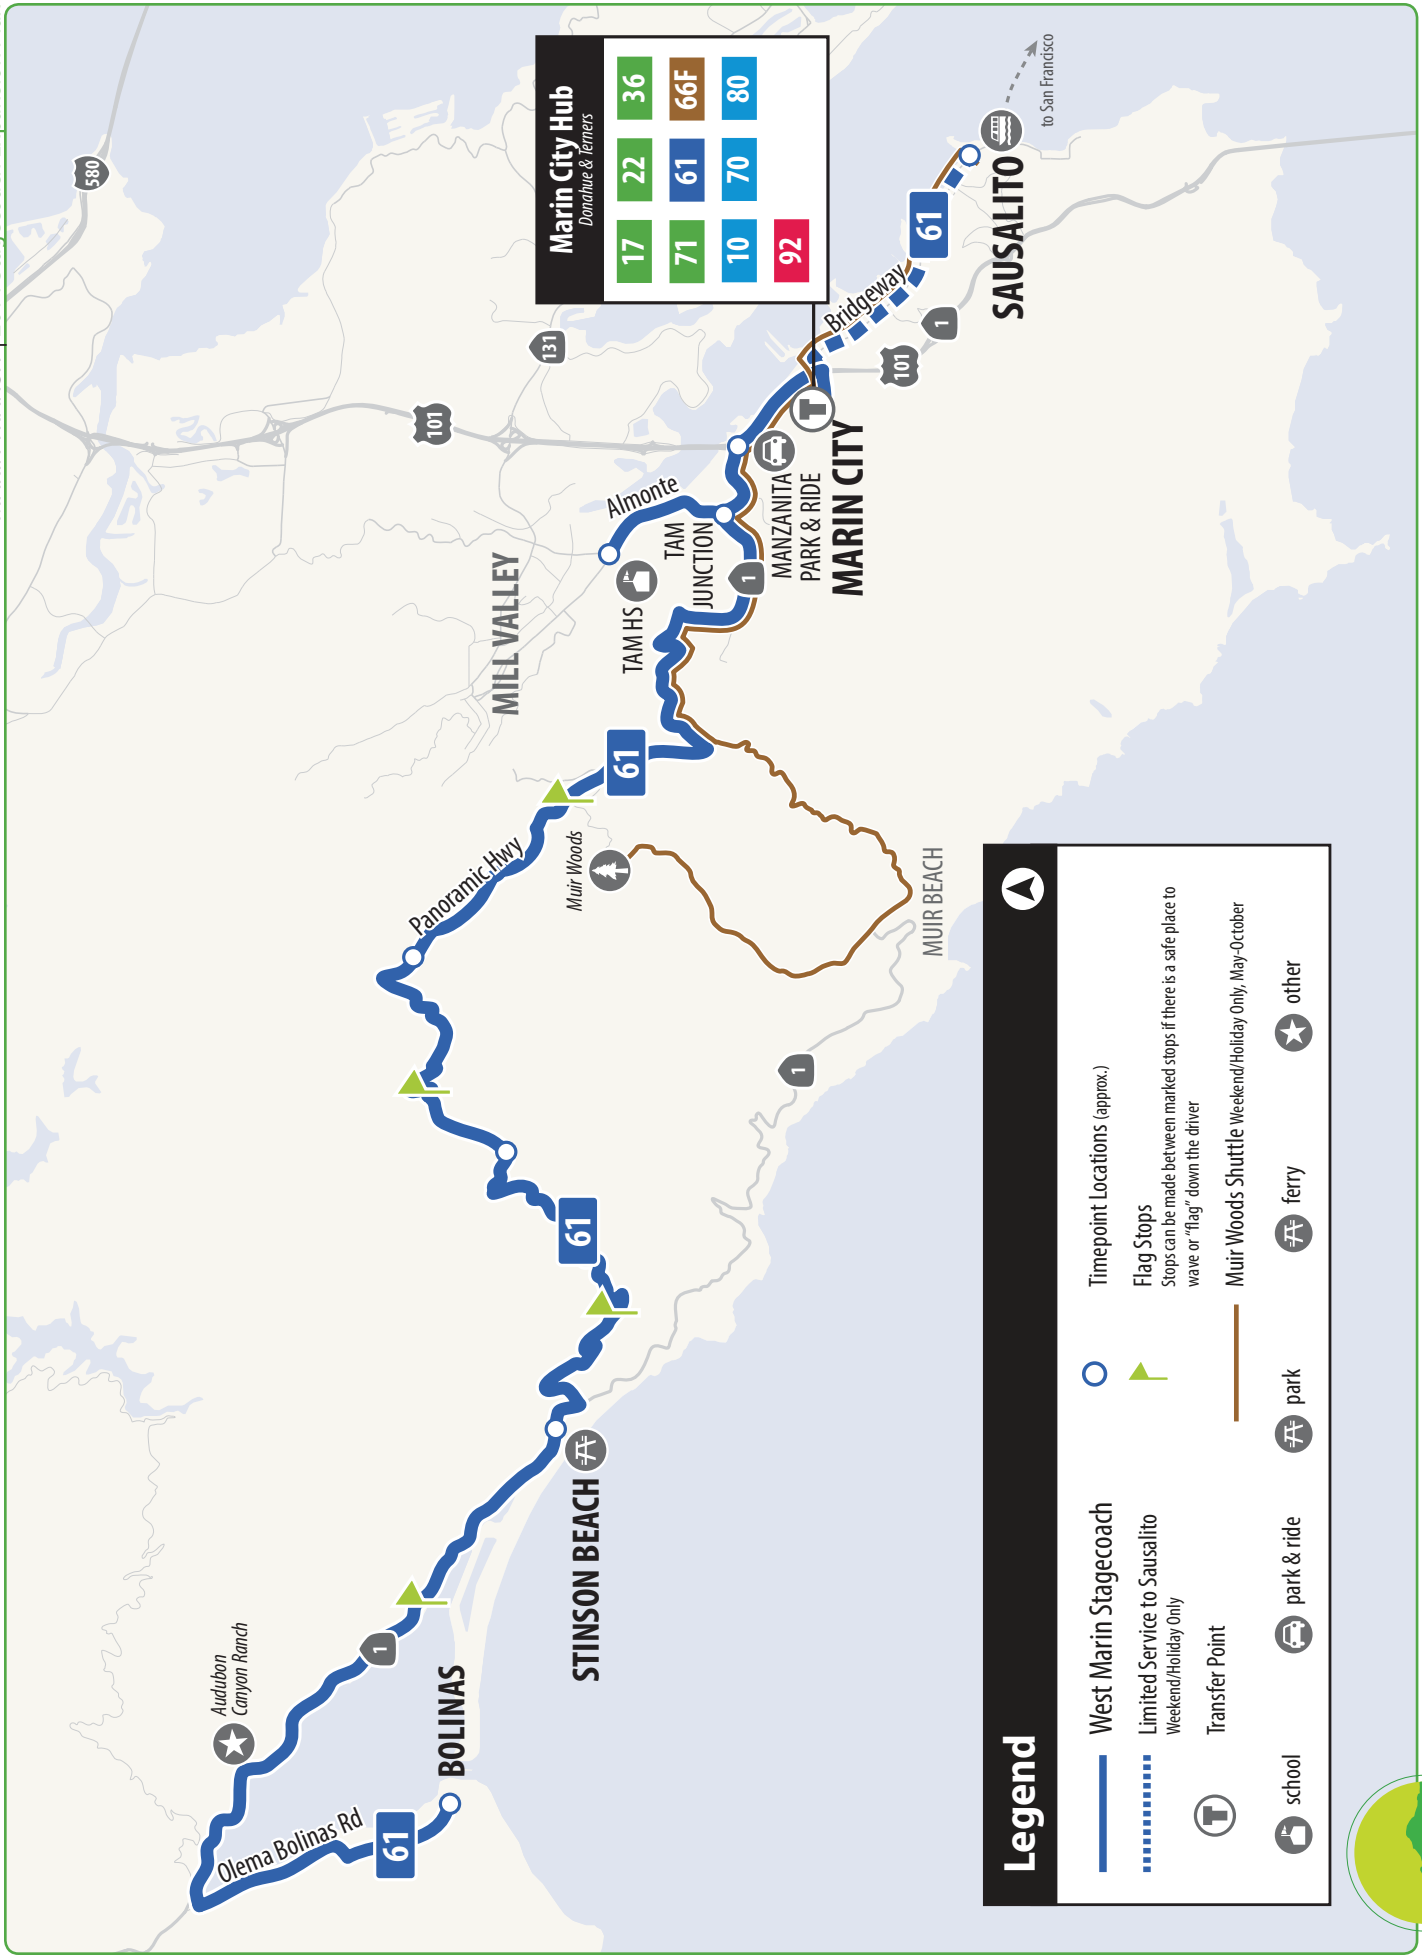 580
131
101
Marin City Hub
Donahue & Terners
17 22 36
71 61 66F
10 70 80
92
to San Francisco
SAUSALITO
61
Bridgeway
1
101
MARIN CITY
MANZANITA
PARK & RIDE
TAM
JUNCTION
Almonte
TAM HS
MILL VALLEY
1
61
Muir Woods
Panoramic Hwy
MUIR BEACH
1
61
STINSON BEACH
BOLINAS
1
Audubon
Canyon Ranch
Olema Bolinas Rd
61
Legend
West Marin Stagecoach
Limited Service to Sausalito
Weekend/Holiday Only
Transfer Point
Timepoint Locations (approx.)
Flag Stops
Stops can be made between marked stops if there is a safe place to
wave or "flag" down the driver
Muir Woods Shuttle Weekend/Holiday Only, May-October
school
park & ride
park
ferry
other